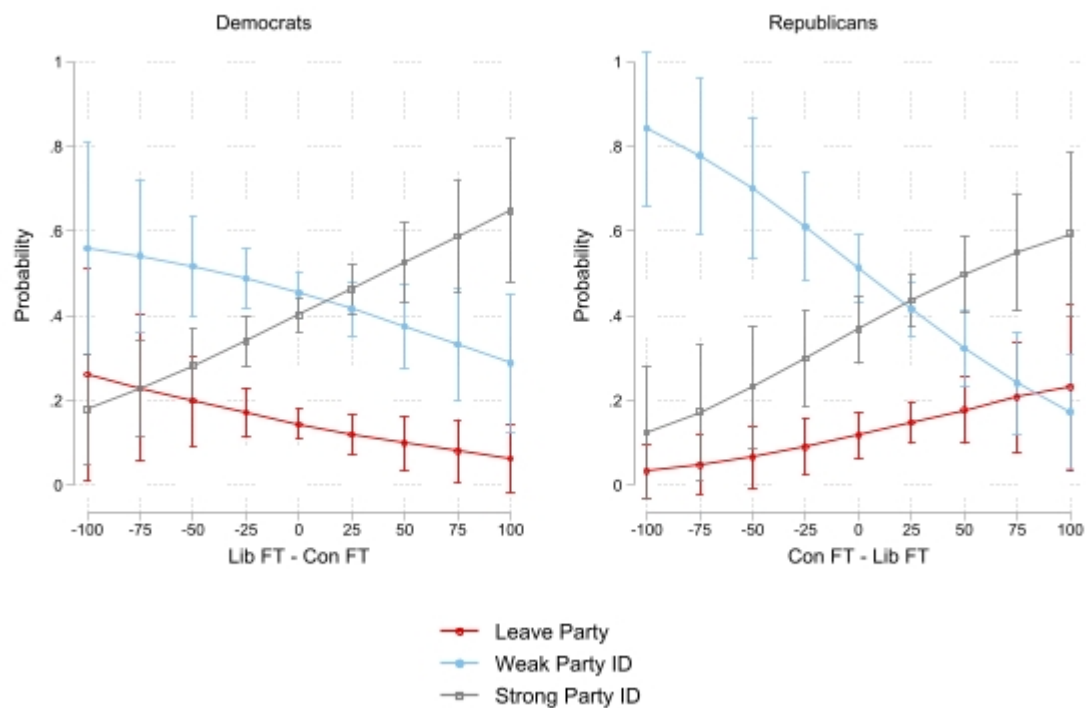 Democrats
Republicans
Probability
1
.8
.6
.4
.2
0
-100 -75 -50 -25 0 25 50 75 100
Lib FT - Con FT
Probability
1
.8
.6
.4
.2
0
-100 -75 -50 -25 0 25 50 75 100
Con FT - Lib FT
Leave Party
Weak Party ID
Strong Party ID